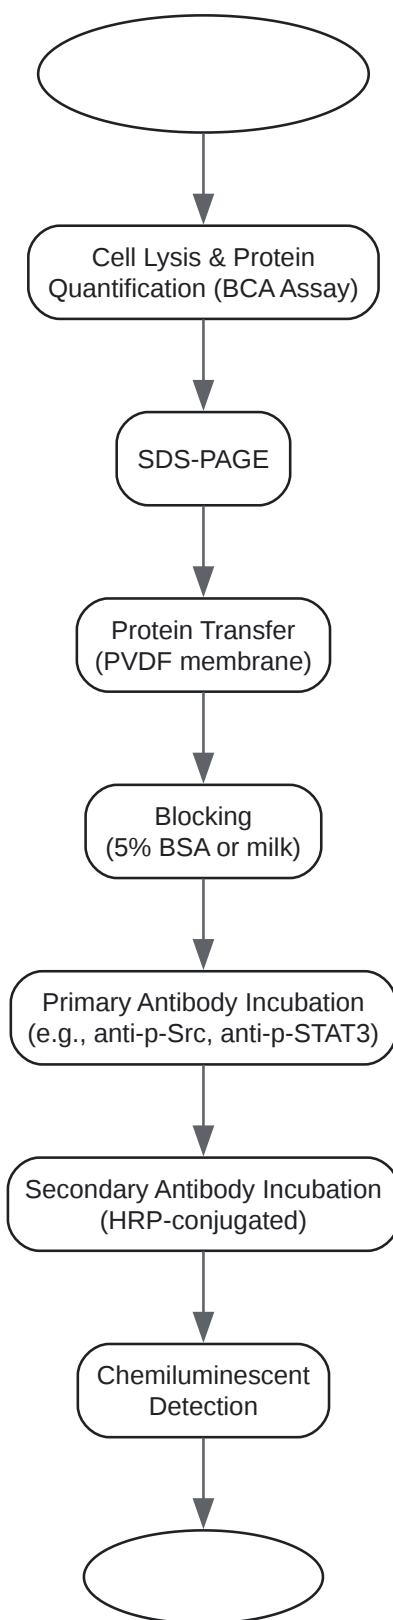 Cell Lysis & Protein
Quantification (BCA Assay)
SDS-PAGE
Protein Transfer
(PVDF membrane)
Blocking
(5% BSA or milk)
Primary Antibody Incubation
(e.g., anti-p-Src, anti-p-STAT3)
Secondary Antibody Incubation
(HRP-conjugated)
Chemiluminescent
Detection